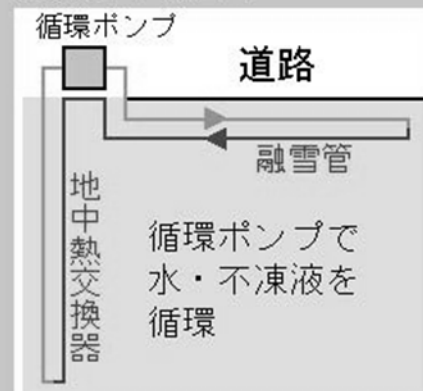 循環ポンプ
道路
融雪管
地中熱交換器
循環ポンプで
水・不凍液を
循環